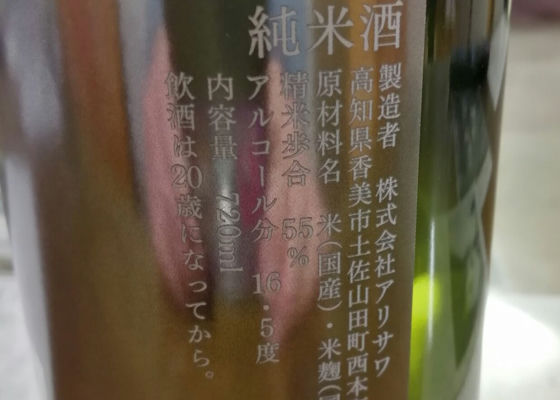 純米酒
製造者 株式会社アリサワ
高知県香美市土佐山田町西本
原材料名 米(国産)・米麹(
精米歩合 55%
アルコール分 16.5度
内容量 720ml
飲酒は20歳になってから。